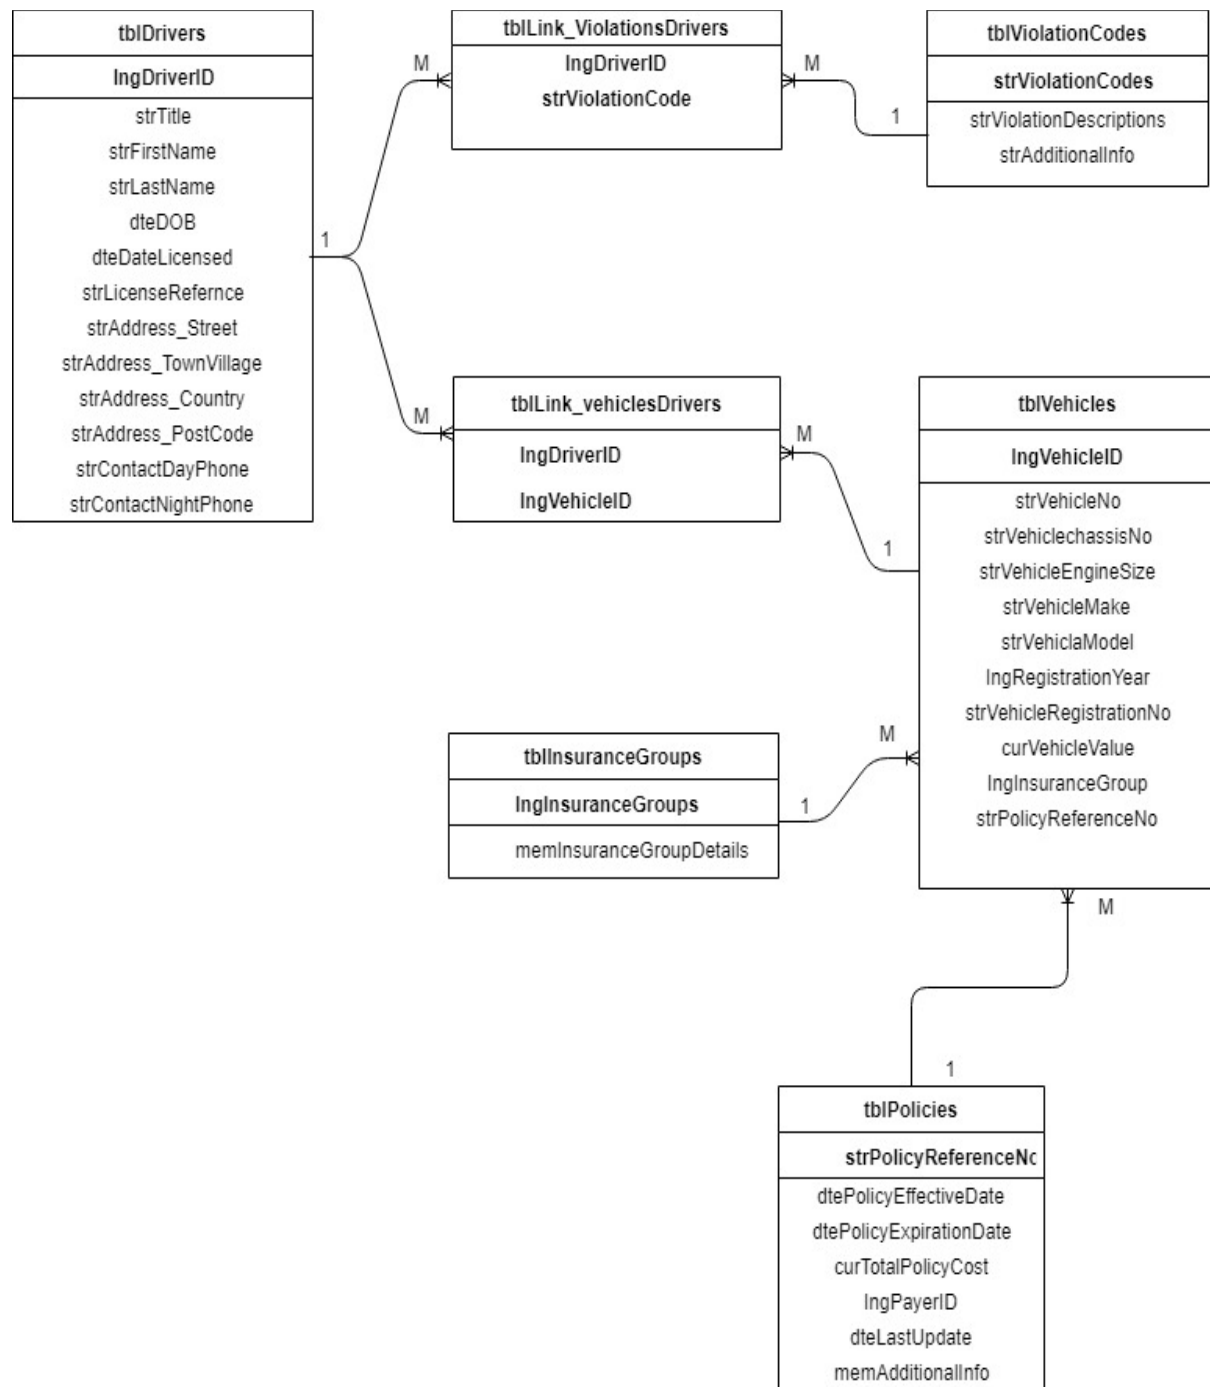 tblDrivers
lngDriverID
strTitle
strFirstName
strLastName
dteDOB
dteDateLicensed
strLicenseRefernce
strAddress_Street
strAddress_TownVillage
strAddress_Country
strAddress_PostCode
strContactDayPhone
strContactNightPhone
1
M
M
tblLink_ViolationsDrivers
lngDriverID
strViolationCode
M
1
tblViolationCodes
strViolationCodes
strViolationDescriptions
strAdditionalInfo
tblLink_vehiclesDrivers
lngDriverID
lngVehicleID
M
1
tblVehicles
lngVehicleID
strVehicleNo
strVehiclechassisNo
strVehicleEngineSize
strVehicleMake
strVehiclaModel
lngRegistrationYear
strVehicleRegistrationNo
curVehicleValue
lngInsuranceGroup
strPolicyReferenceNo
tblInsuranceGroups
lngInsuranceGroups
memInsuranceGroupDetails
1
M
M
1
tblPolicies
strPolicyReferenceNo
dtePolicyEffectiveDate
dtePolicyExpirationDate
curTotalPolicyCost
lngPayerID
dteLastUpdate
memAdditionalInfo